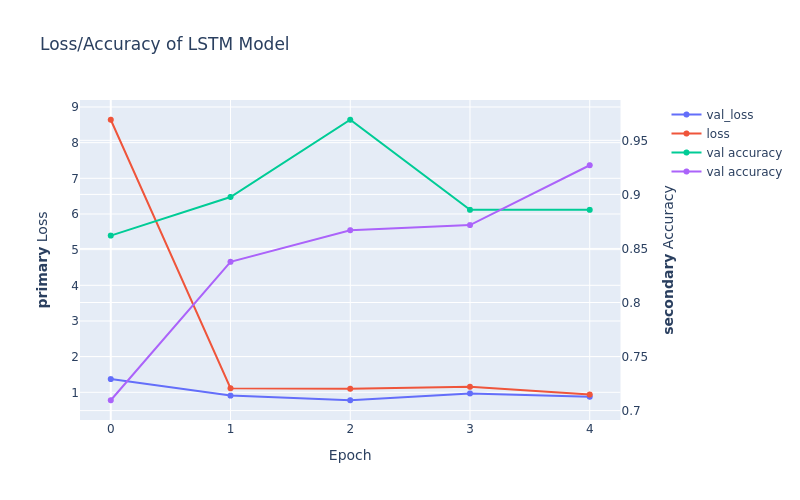 Loss/Accuracy of LSTM Model
9
8
7
6
5
4
3
2
1
primary Loss
0.95
0.9
0.85
0.8
0.75
0.7
secondary Accuracy
val_loss
loss
val accuracy
val accuracy
0 1 2 3 4
Epoch